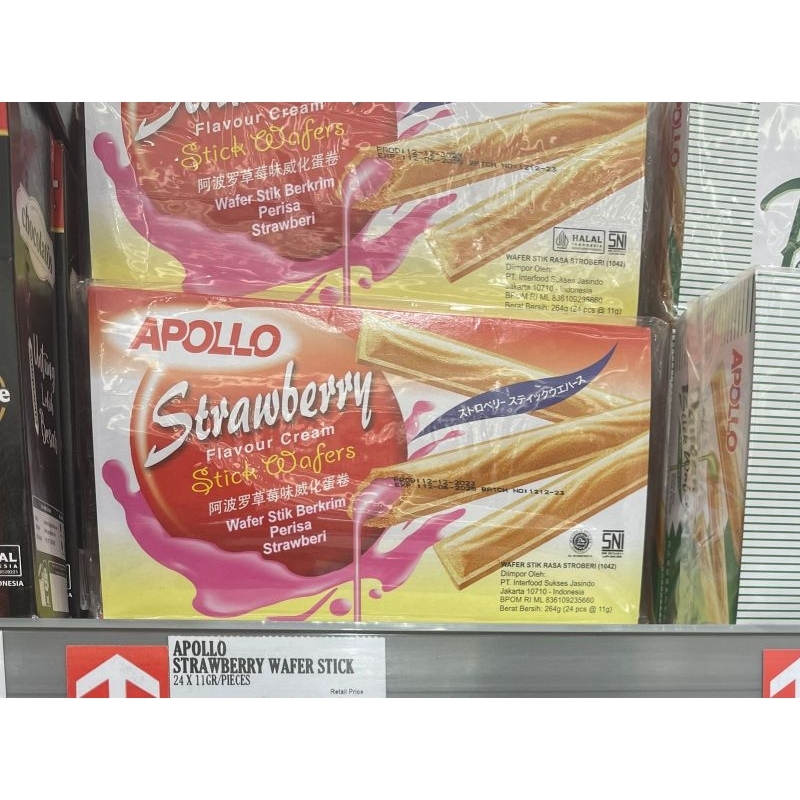 Flavour Cream
Stick Wafers
阿波罗草莓味威化蛋卷
Wafer Stik Berkrim
Perisa
Strawberi
HALAL
INDONESIA
SNI
WAFER STIK RASA STROBERI (1042)
Diimpor Oleh:
PT. Interfood Sukses Jasindo
Jakarta 10710 - Indonesia
BPOM RI ML 836109235660
Berat Bersih: 264g (24 pcs @ 11g)
APOLLO
APOLLO
Strawberry
Flavour Cream
Stick Wafers
阿波罗草莓味威化蛋卷
Wafer Stik Berkrim
Perisa
Strawberi
ストロベリー スティックウエハース
BATCH NO:1212-23
SNI
WAFER STIK RASA STROBERI (1042)
Diimpor Oleh:
PT. Interfood Sukses Jasindo
Jakarta 10710 - Indonesia
BPOM RI ML 836109235660
Berat Bersih: 264g (24 pcs @ 11g)
APOLLO
APOLLO
STRAWBERRY WAFER STICK
24 X 11GR/PIECES
Retail Price